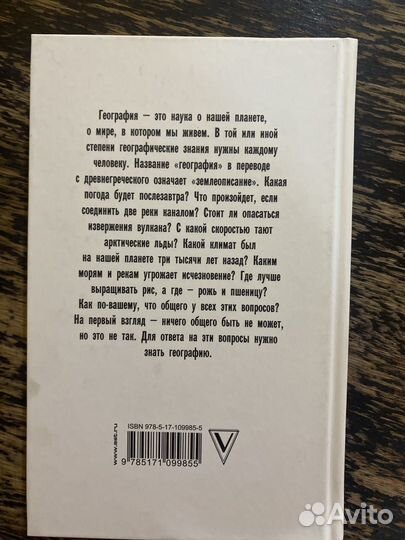 География – это наука о нашей планете,
о мире, в котором мы живем. В той или иной
степени географические знания нужны каждому
человеку. Название «география» в переводе
с древнегреческого означает «землеописание». Какая
погода будет послезавтра? Что произойдет, если
соединить две реки каналом? Стоит ли опасаться
извержения вулкана? С какой скоростью тают
арктические льды? Какой климат был
на нашей планете три тысячи лет назад? Каким
морям и рекам угрожает исчезновение? Где лучше
выращивать рис, а где – рожь и пшеницу?
Как по-вашему, что общего у всех этих вопросов?
На первый взгляд – ничего общего быть не может,
но это не так. Для ответа на эти вопросы нужно
знать географию.
www.ast.ru
ISBN 978-5-17-109985-5
9 785171 099855
Avito